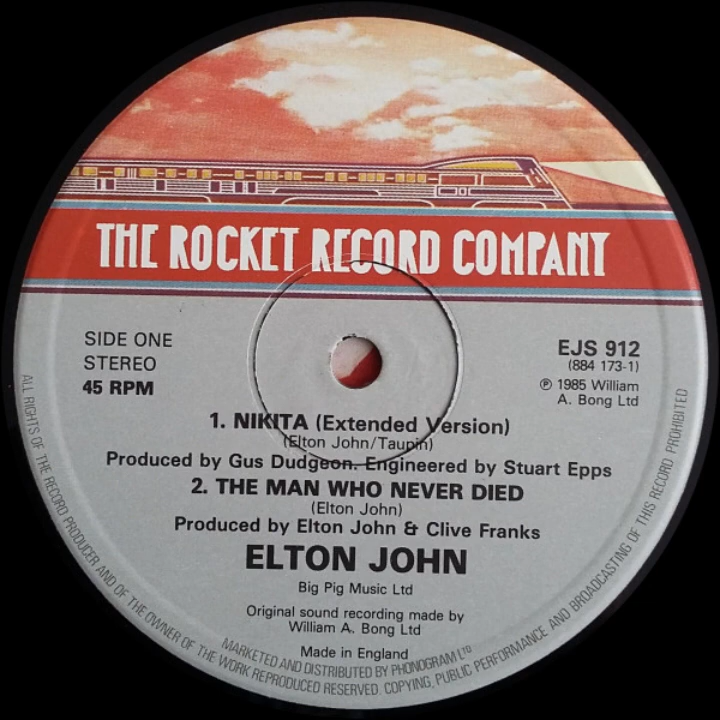 THE ROCKET RECORD COMPANY
SIDE ONE
STEREO
45 RPM
EJS 912
(884 173-1)
℗ 1985 William
A. Bong Ltd
1. NIKITA (Extended Version)
(Elton John/Taupin)
Produced by Gus Dudgeon. Engineered by Stuart Epps
2. THE MAN WHO NEVER DIED
(Elton John)
Produced by Elton John & Clive Franks
ELTON JOHN
Big Pig Music Ltd
Original sound recording made by
William A. Bong Ltd
Made in England
MARKETED AND DISTRIBUTED BY PHONOGRAM LTD
ALL RIGHTS OF THE RECORD PRODUCER AND OF THE OWNER OF THE WORK REPRODUCED RESERVED. COPYING, PUBLIC PERFORMANCE AND BROADCASTING OF THIS RECORD PROHIBITED